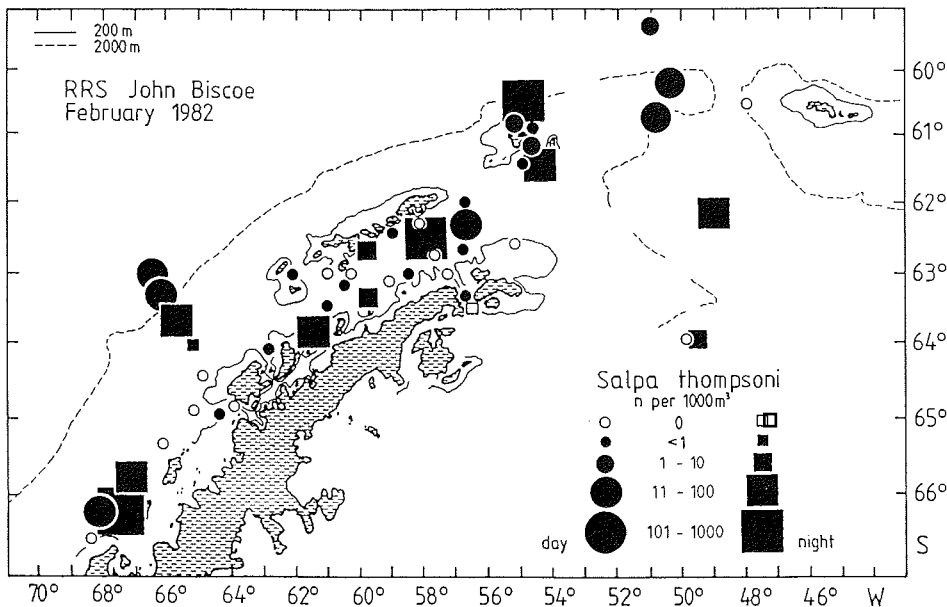 200 m
2000 m
RRS John Biscoe
February 1982
60°
61°
62°
63°
64°
65°
66°
S
Salpa thompsoni
n per 1000m³
0
<1
1 - 10
11 - 100
day 101 - 1000 night
70° 68° 66° 64° 62° 60° 58° 56° 54° 52° 50° 48° 46° W